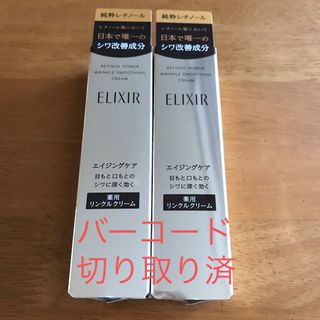 純粋レチノール
レチノール類において
日本で唯一の
シワ改善成分
RETINOL POWER
WRINKLE SMOOTHING
CREAM
ELIXIR
エイジングケア
目もと口もとの
シワに深く効く
薬用
リンクルクリーム
純粋レチノール
レチノール類において
日本で唯一の
シワ改善成分
RETINOL POWER
WRINKLE SMOOTHING
CREAM
ELIXIR
エイジングケア
目もと口もとの
シワに深く効く
薬用
リンクルクリーム
バーコード
切り取り済